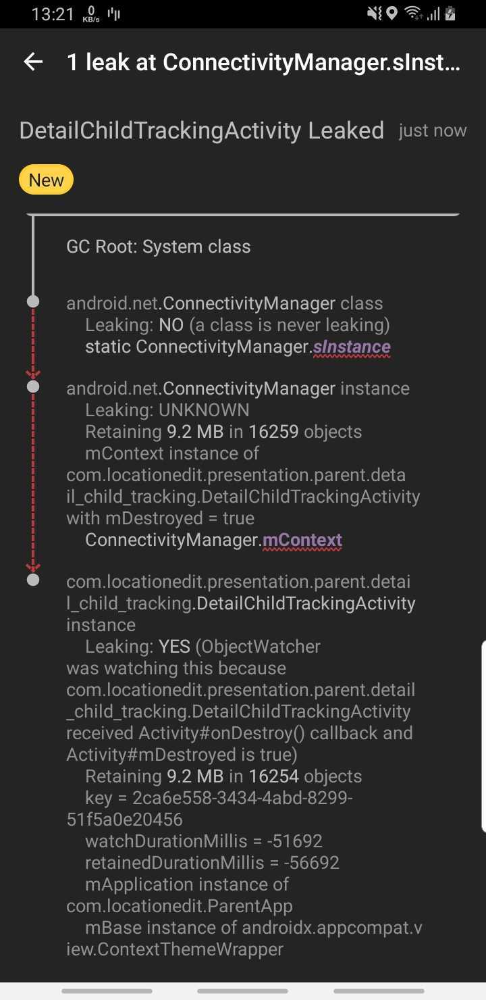 13:21 0 KB/s
1 leak at ConnectivityManager.sInst...
DetailChildTrackingActivity Leaked just now
New
GC Root: System class
android.net.ConnectivityManager class
Leaking: NO (a class is never leaking)
static ConnectivityManager.sInstance
android.net.ConnectivityManager instance
Leaking: UNKNOWN
Retaining 9.2 MB in 16259 objects
mContext instance of
com.locationedit.presentation.parent.deta
il_child_tracking.DetailChildTrackingActivity
with mDestroyed = true
ConnectivityManager.mContext
com.locationedit.presentation.parent.detai
l_child_tracking.DetailChildTrackingActivity
instance
Leaking: YES (ObjectWatcher
was watching this because
com.locationedit.presentation.parent.detail
_child_tracking.DetailChildTrackingActivity
received Activity#onDestroy() callback and
Activity#mDestroyed is true)
Retaining 9.2 MB in 16254 objects
key = 2ca6e558-3434-4abd-8299-
51f5a0e20456
watchDurationMillis = -51692
retainedDurationMillis = -56692
mApplication instance of
com.locationedit.ParentApp
mBase instance of androidx.appcompat.v
iew.ContextThemeWrapper